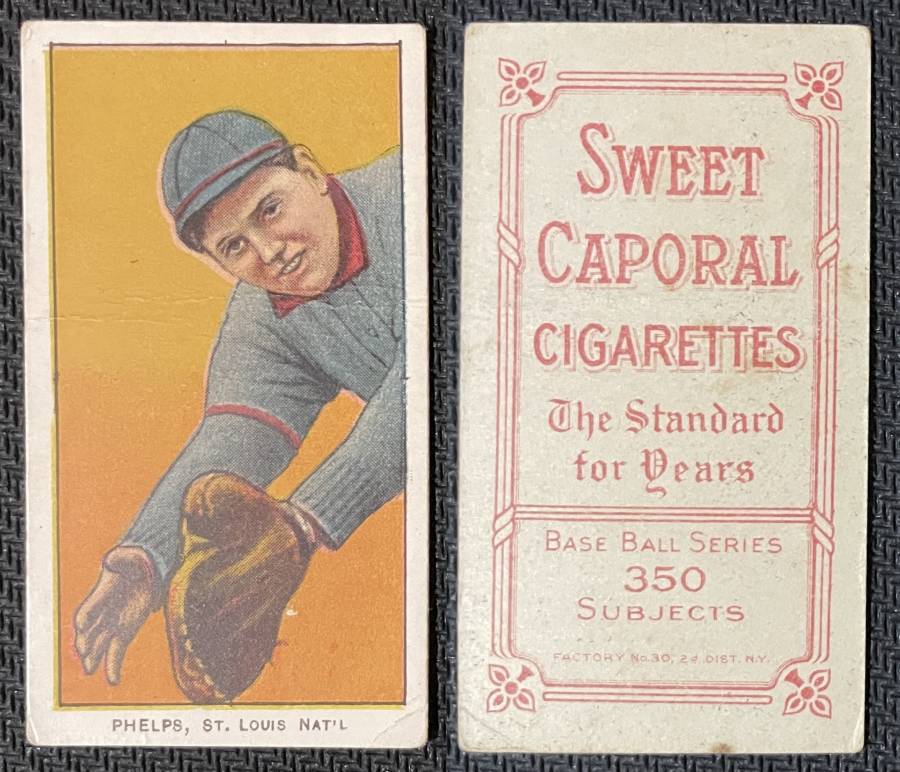 PHELPS, ST. LOUIS NAT'L
SWEET
CAPORAL
CIGARETTES
The Standard
for Years
BASE BALL SERIES
350
SUBJECTS
FACTORY No. 30, 2d. DIST. N.Y.